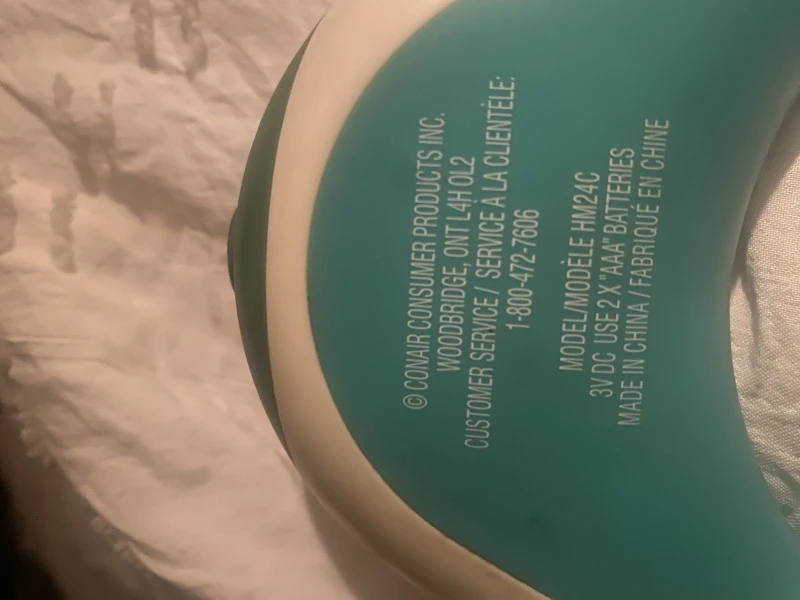 © CONAIR CONSUMER PRODUCTS INC.
WOODBRIDGE, ONT L4H 0L2
CUSTOMER SERVICE / SERVICE À LA CLIENTÈLE:
1-800-472-7606
MODEL/MODÈLE HM24C
3V DC USE 2 X "AAA" BATTERIES
MADE IN CHINA / FABRIQUÉ EN CHINE